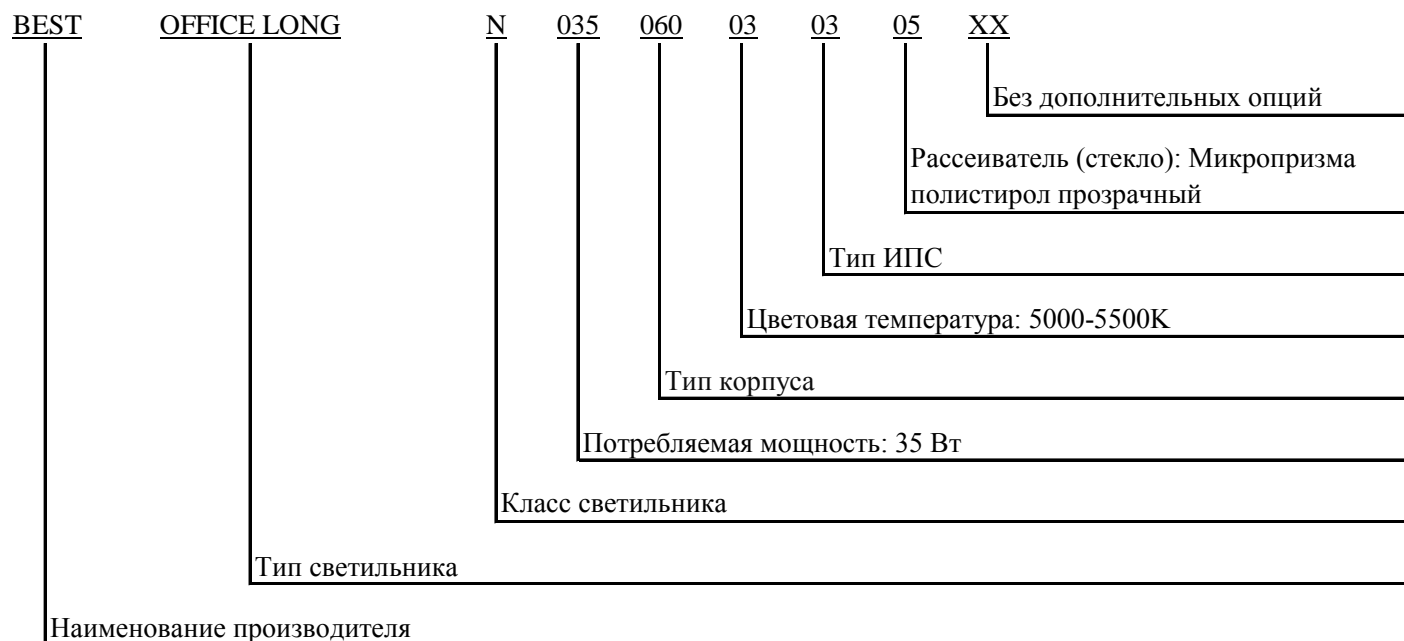 BEST OFFICE LONG N 035 060 03 03 05 XX
Без дополнительных опций
Рассеиватель (стекло): Микропризма
полистирол прозрачный
Тип ИПС
Цветовая температура: 5000-5500K
Тип корпуса
Потребляемая мощность: 35 Вт
Класс светильника
Тип светильника
Наименование производителя